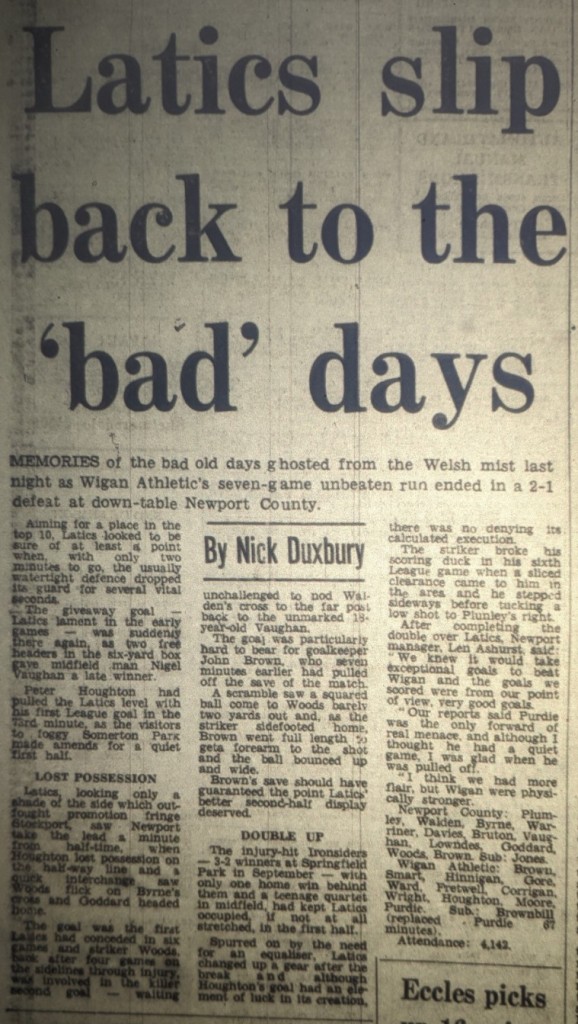 Latics slip
back to the
'bad' days
MEMORIES of the bad old days ghosted from the Welsh mist last
night as Wigan Athletic's seven-game unbeaten run ended in a 2-1
defeat at down-table Newport County.
Aiming for a place in the
top 10, Latics looked to be
sure of at least a point
when, with only two
minutes to go, the usually
watertight defence dropped
its guard for several vital
seconds.
The giveaway goal —
Latics lament in the early
games — was suddenly
there again, as two free
headers in the six-yard box
gave midfield man Nigel
Vaughan a late winner.
Peter Houghton had
pulled the Latics level with
his first League goal in the
73rd minute, as the visitors
to foggy Somerton Park
made amends for a quiet
first half.
LOST POSSESSION
Latics, looking only a
shade of the side which out-
fought promotion fringe
Stockport, saw Newport
take the lead a minute
from half-time, when
Houghton lost possession on
the half-way line and a
quick interchange saw
Woods flick on Byrne's
cross and Goddard headed
home.
The goal was the first
Latics had conceded in six
games and striker Woods,
back after four games on
the sidelines through injury,
was involved in the killer
second goal — waiting
By Nick Duxbury
unchallenged to nod Wal-
den's cross to the far post
back to the unmarked 18-
year-old Vaughan.
The goal was particularly
hard to bear for goalkeeper
John Brown, who seven
minutes earlier had pulled
off the save of the match.
A scramble saw a squared
ball come to Woods barely
two yards out and, as the
striker sidefooted home,
Brown went full length to
geta forearm to the shot
and the ball bounced up
and wide.
Brown's save should have
guaranteed the point Latics'
better second-half display
deserved.
DOUBLE UP
The injury-hit Ironsiders
— 3-2 winners at Springfield
Park in September — with
only one home win behind
them and a teenage quartet
in midfield, had kept Latics
occupied, if not at all
stretched, in the first half.
Spurred on by the need
for an equaliser, Latics
changed up a gear after the
break and although
Houghton's goal had an ele-
ment of luck in its creation,
there was no denying its
calculated execution.
The striker broke his
scoring duck in his sixth
League game when a sliced
clearance came to him in
the area and he stepped
sideways before tucking a
low shot to Plumley's right.
After completing the
double over Latics, Newport
manager, Len Ashurst, said:
"We knew it would take
exceptional goals to beat
Wigan and the goals we
scored were from our point
of view, very good goals.
"Our reports said Purdie
was the only forward of
real menace, and although I
thought he had a quiet
game, I was glad when he
was pulled off.
"I think we had more
flair, but Wigan were physi-
cally stronger.
Newport County: Plum-
ley, Walden, Byrne, War-
riner, Davies, Bruton, Vaug-
han, Lowndes, Goddard,
Woods, Brown. Sub: Jones.
Wigan Athletic: Brown,
Smart, Hinnigan, Gore,
Ward, Fretwell, Corrigan,
Wright, Houghton, Moore,
Purdie. Sub: Brownbill
(replaced Purdie 67
minutes).
Attendance: 4,142.
Eccles picks